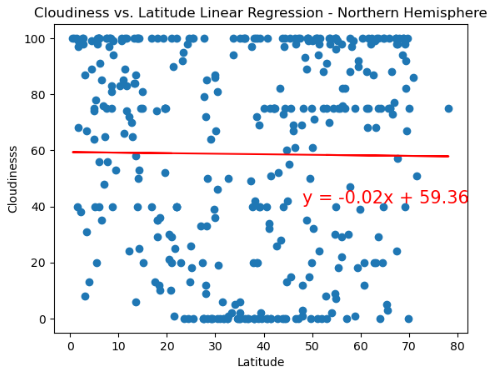 Cloudiness vs. Latitude Linear Regression - Northern Hemisphere
100
80
60
40
20
0
Cloudinesss
y = -0.02x + 59.36
0 10 20 30 40 50 60 70 80
Latitude